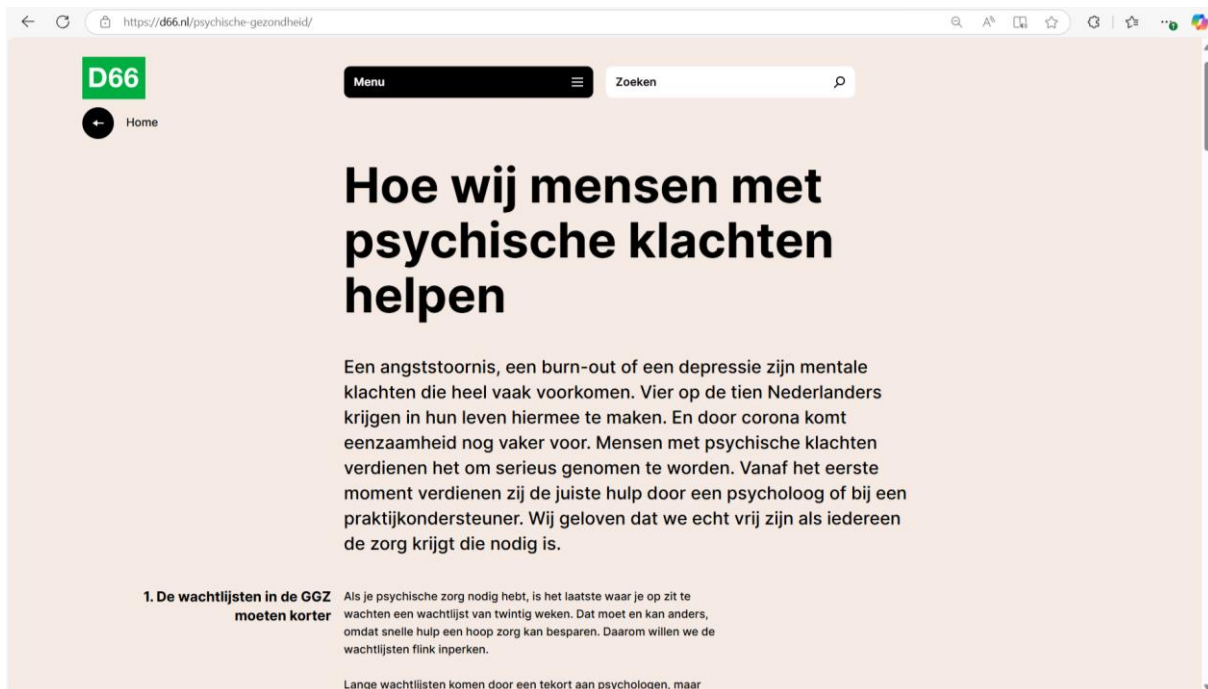 https://d66.nl/psychische-gezondheid/
D66
Menu
Zoeken
Home
Hoe wij mensen met
psychische klachten
helpen
Een angststoornis, een burn-out of een depressie zijn mentale
klachten die heel vaak voorkomen. Vier op de tien Nederlanders
krijgen in hun leven hiermee te maken. En door corona komt
eenzaamheid nog vaker voor. Mensen met psychische klachten
verdienen het om serieus genomen te worden. Vanaf het eerste
moment verdienen zij de juiste hulp door een psycholoog of bij een
praktijkondersteuner. Wij geloven dat we echt vrij zijn als iedereen
de zorg krijgt die nodig is.
1. De wachtlijsten in de GGZ
moeten korter
Als je psychische zorg nodig hebt, is het laatste waar je op zit te
wachten een wachtlijst van twintig weken. Dat moet en kan anders,
omdat snelle hulp een hoop zorg kan besparen. Daarom willen we de
wachtlijsten flink inperken.
Lange wachtlijsten komen door een tekort aan psychologen, maar